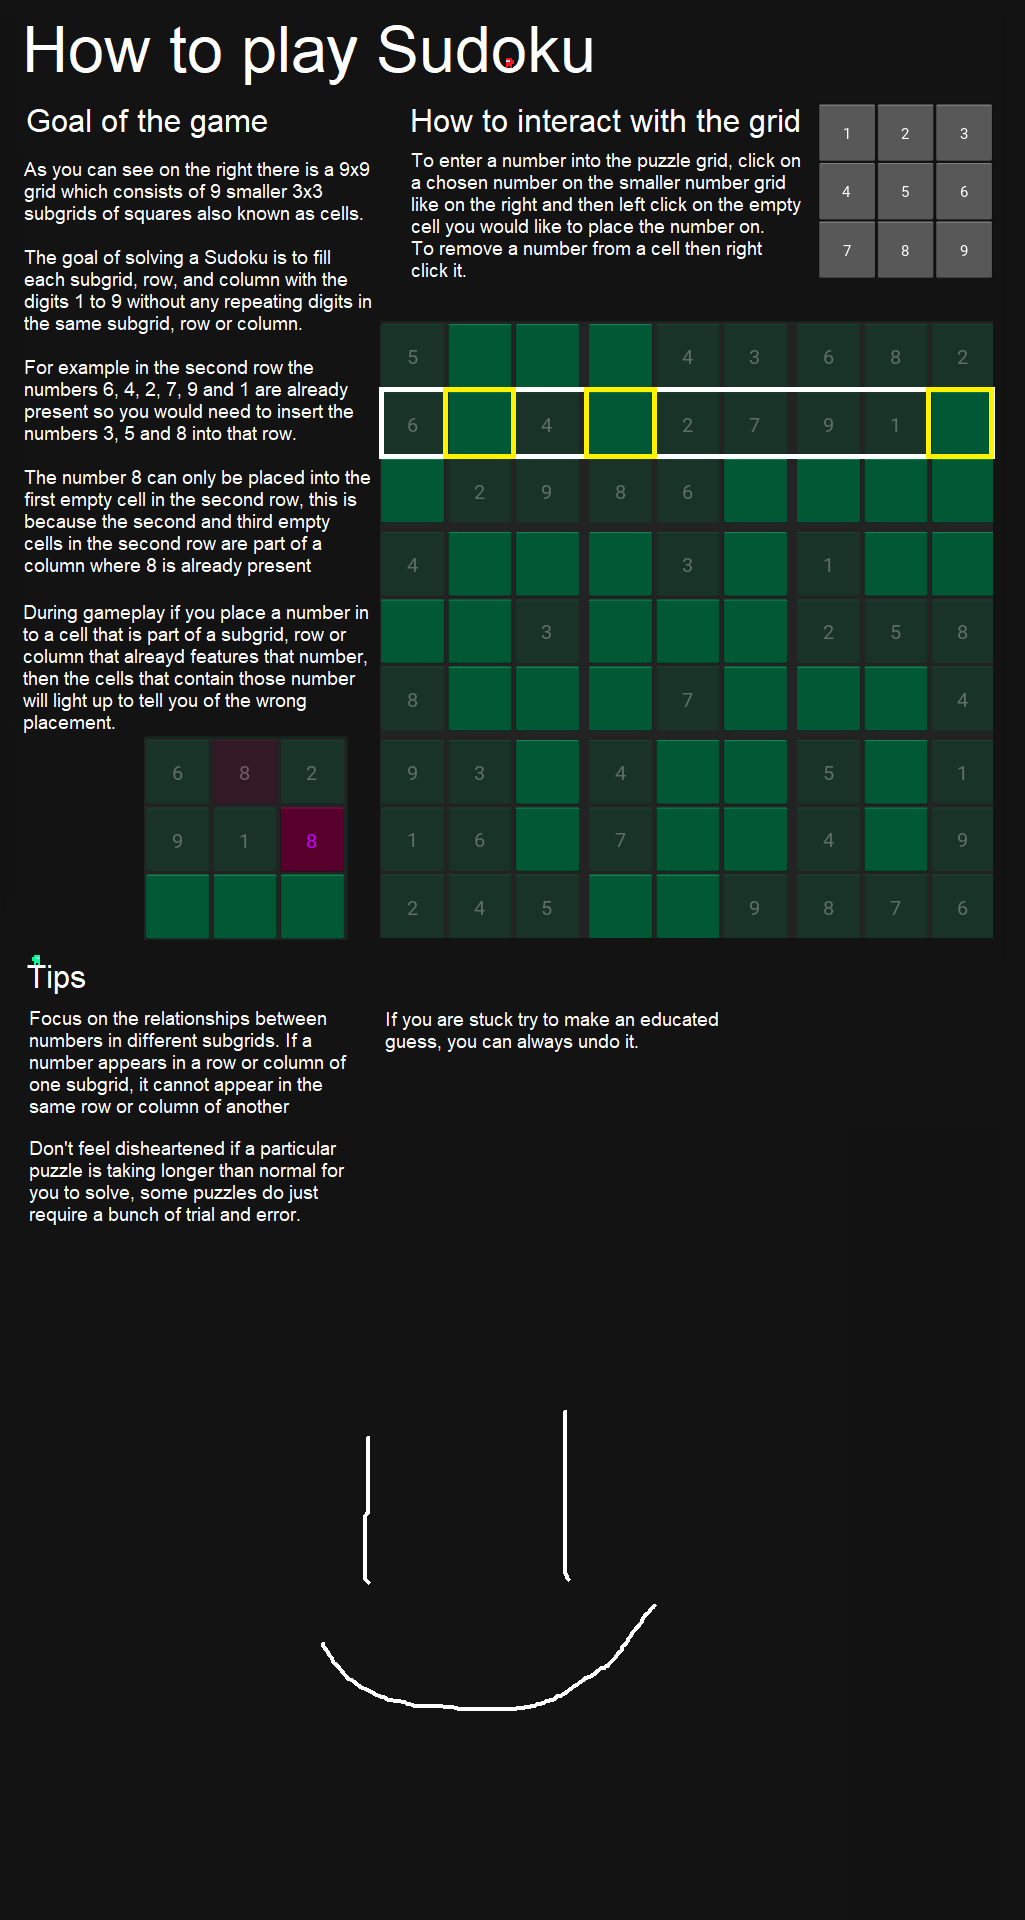 How to play Sudoku
Goal of the game
As you can see on the right there is a 9x9
grid which consists of 9 smaller 3x3
subgrids of squares also known as cells.
The goal of solving a Sudoku is to fill
each subgrid, row, and column with the
digits 1 to 9 without any repeating digits in
the same subgrid, row or column.
For example in the second row the
numbers 6, 4, 2, 7, 9 and 1 are already
present so you would need to insert the
numbers 3, 5 and 8 into that row.
The number 8 can only be placed into the
first empty cell in the second row, this is
because the second and third empty
cells in the second row are part of a
column where 8 is already present
During gameplay if you place a number in
to a cell that is part of a subgrid, row or
column that alreayd features that number,
then the cells that contain those number
will light up to tell you of the wrong
placement.
6 8 2
9 1 8
How to interact with the grid
To enter a number into the puzzle grid, click on
a chosen number on the smaller number grid
like on the right and then left click on the empty
cell you would like to place the number on.
To remove a number from a cell then right
click it.
1 2 3
4 5 6
7 8 9
5 4 3 6 8 2
6 4 2 7 9 1
2 9 8 6
4 3 1
3 2 5 8
8 7 4
9 3 4 5 1
1 6 7 4 9
2 4 5 9 8 7 6
Tips
Focus on the relationships between
numbers in different subgrids. If a
number appears in a row or column of
one subgrid, it cannot appear in the
same row or column of another
Don't feel disheartened if a particular
puzzle is taking longer than normal for
you to solve, some puzzles do just
require a bunch of trial and error.
If you are stuck try to make an educated
guess, you can always undo it.